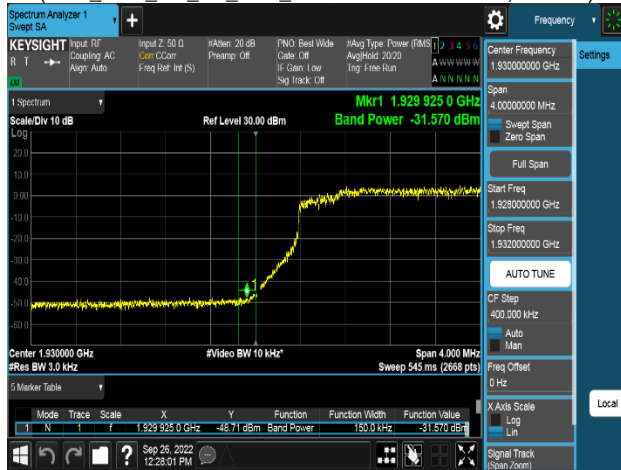 Spectrum Analyzer 1
Swept SA
Frequency
KEYSIGHT
R T
Input: RF
Coupling: AC
Align: Auto
Input Z: 50 Ω
Corr CCorr
Freq Ref: Int (S)
#Atten: 20 dB
Preamp: Off
PNO: Best Wide
Gate: Off
IF Gain: Low
Sig Track: Off
#Avg Type: Power (RMS
Avg|Hold: 20/20
Trig: Free Run
1 2 3 4 5 6
A W W W W W
A N N N N N
1 Spectrum
Scale/Div 10 dB
Log
Ref Level 30.00 dBm
Mkr1 1.929 925 0 GHz
Band Power -31.570 dBm
20.0
10.0
0.00
-10.0
-20.0
-30.0
-40.0
-50.0
-60.0
1
Center 1.930000 GHz
#Res BW 3.0 kHz
#Video BW 10 kHz*
Span 4.000 MHz
Sweep 545 ms (2668 pts)
5 Marker Table
Mode Trace Scale X Y Function Function Width Function Value
1 N 1 f 1.929 925 0 GHz -48.71 dBm Band Power 150.0 kHz -31.570 dBm
Sep 26, 2022
12:28:01 PM
?
Center Frequency
1.930000000 GHz
Settings
Span
4.00000000 MHz
Swept Span
Zero Span
Full Span
Start Freq
1.928000000 GHz
Stop Freq
1.932000000 GHz
AUTO TUNE
CF Step
400.000 kHz
Auto
Man
Freq Offset
0 Hz
X Axis Scale
Log
Lin
Local
Signal Track
(Span Zoom)